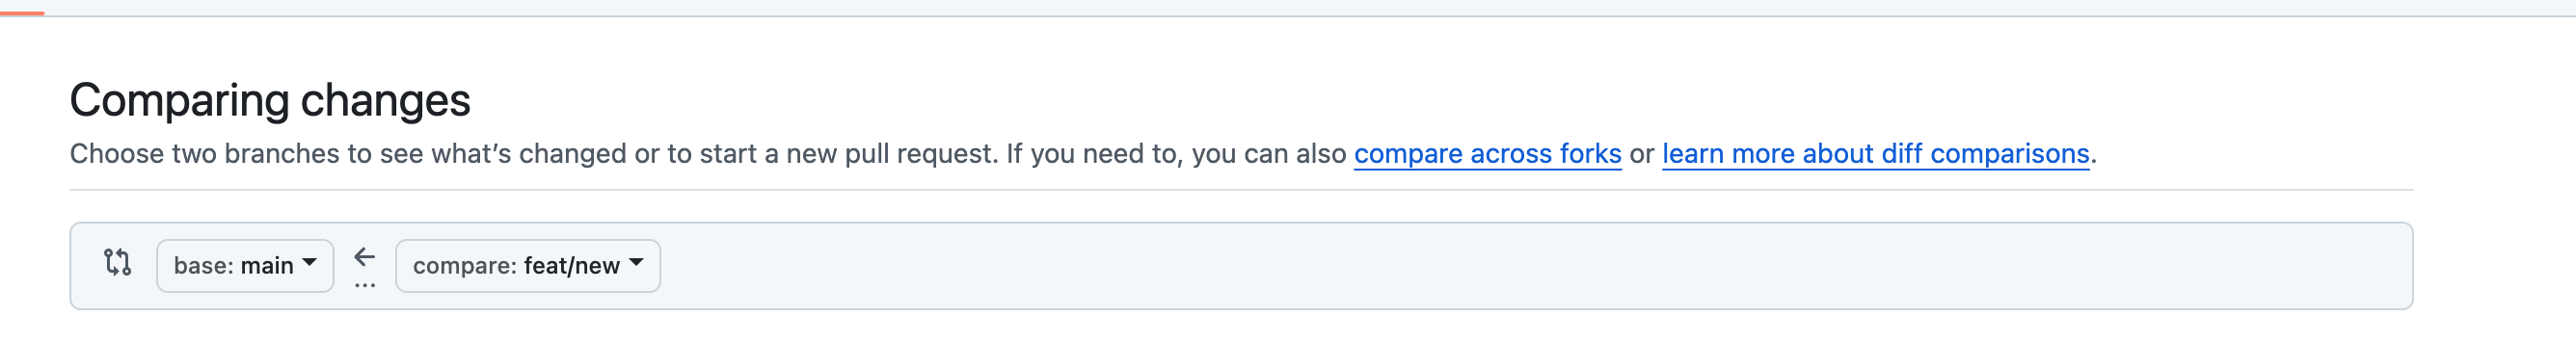 Comparing changes
Choose two branches to see what’s changed or to start a new pull request. If you need to, you can also compare across forks or learn more about diff comparisons.
base: main ... compare: feat/new